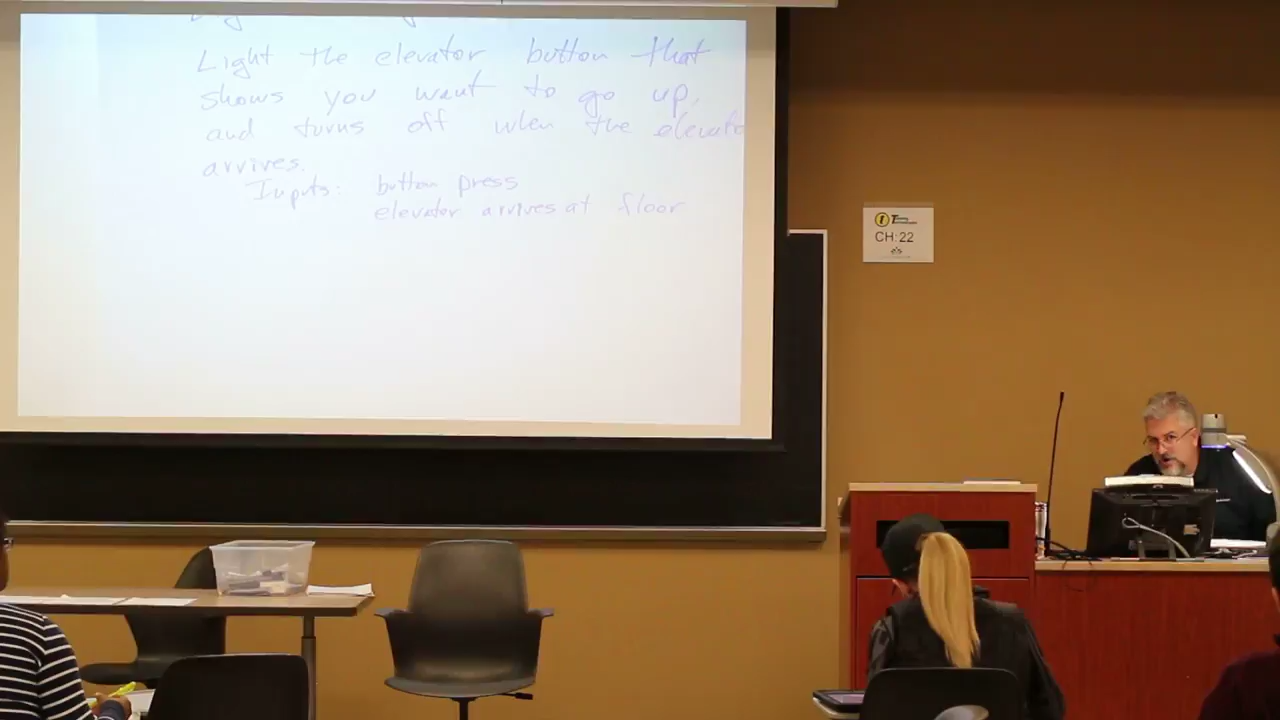 Light the elevator button that
shows you want to go up,
and turns off when the elevato
arrives.
Inputs: button press
elevator arrives at floor
CH:22